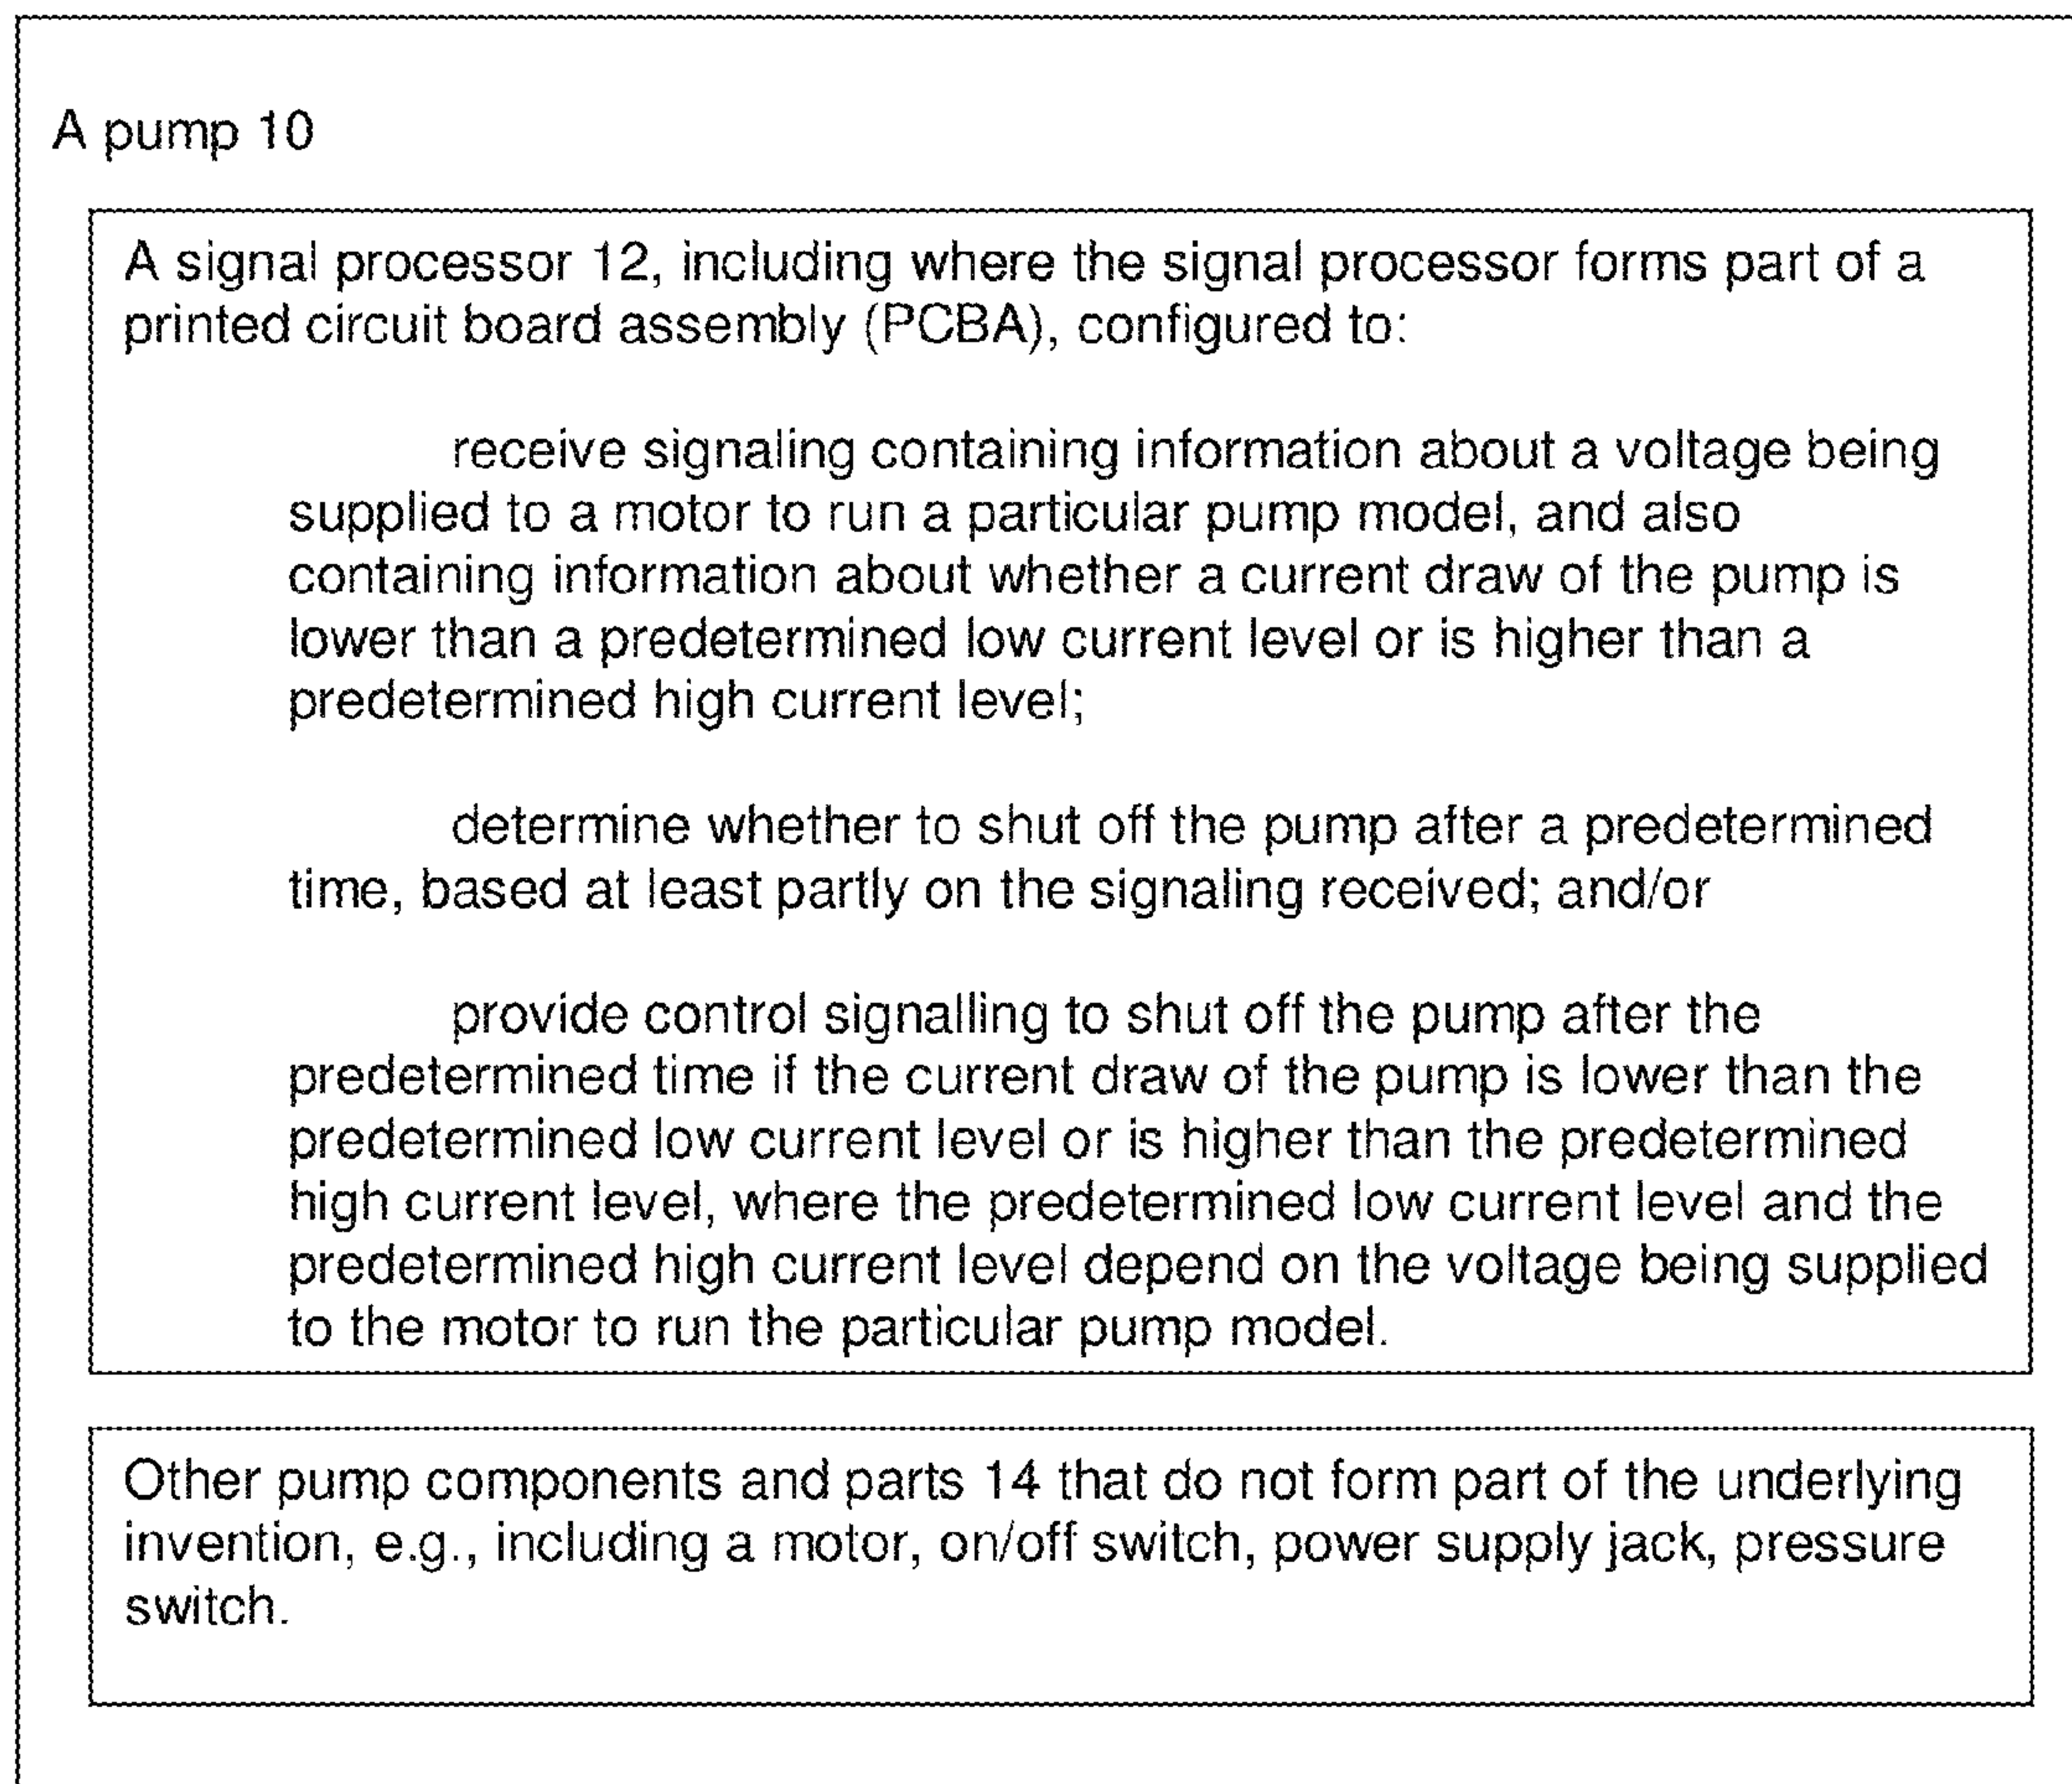 A pump 10
A signal processor 12, including where the signal processor forms part of a
printed circuit board assembly (PCBA), configured to:
receive signaling containing information about a voltage being
supplied to a motor to run a particular pump model, and also
containing information about whether a current draw of the pump is
lower than a predetermined low current level or is higher than a
predetermined high current level;
determine whether to shut off the pump after a predetermined
time, based at least partly on the signaling received; and/or
provide control signalling to shut off the pump after the
predetermined time if the current draw of the pump is lower than the
predetermined low current level or is higher than the predetermined
high current level, where the predetermined low current level and the
predetermined high current level depend on the voltage being supplied
to the motor to run the particular pump model.
Other pump components and parts 14 that do not form part of the underlying
invention, e.g., including a motor, on/off switch, power supply jack, pressure
switch.